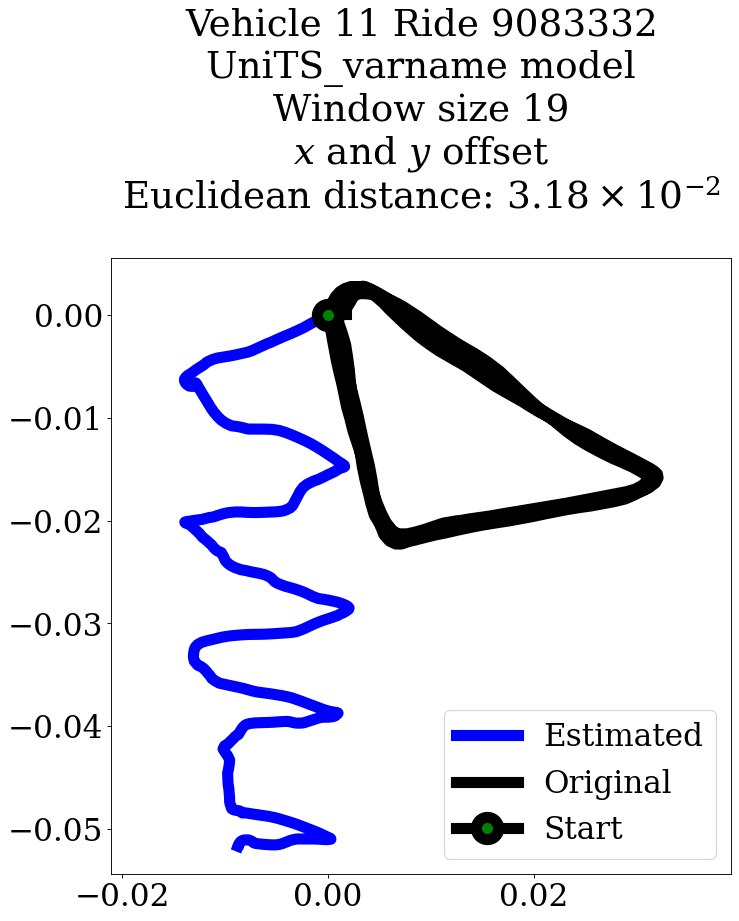 Vehicle 11 Ride 9083332
UniTS_varname model
Window size 19
x and y offset
Euclidean distance: 3.18 × 10⁻²
0.00
−0.01
−0.02
−0.03
−0.04
−0.05
−0.02 0.00 0.02
Estimated
Original
Start